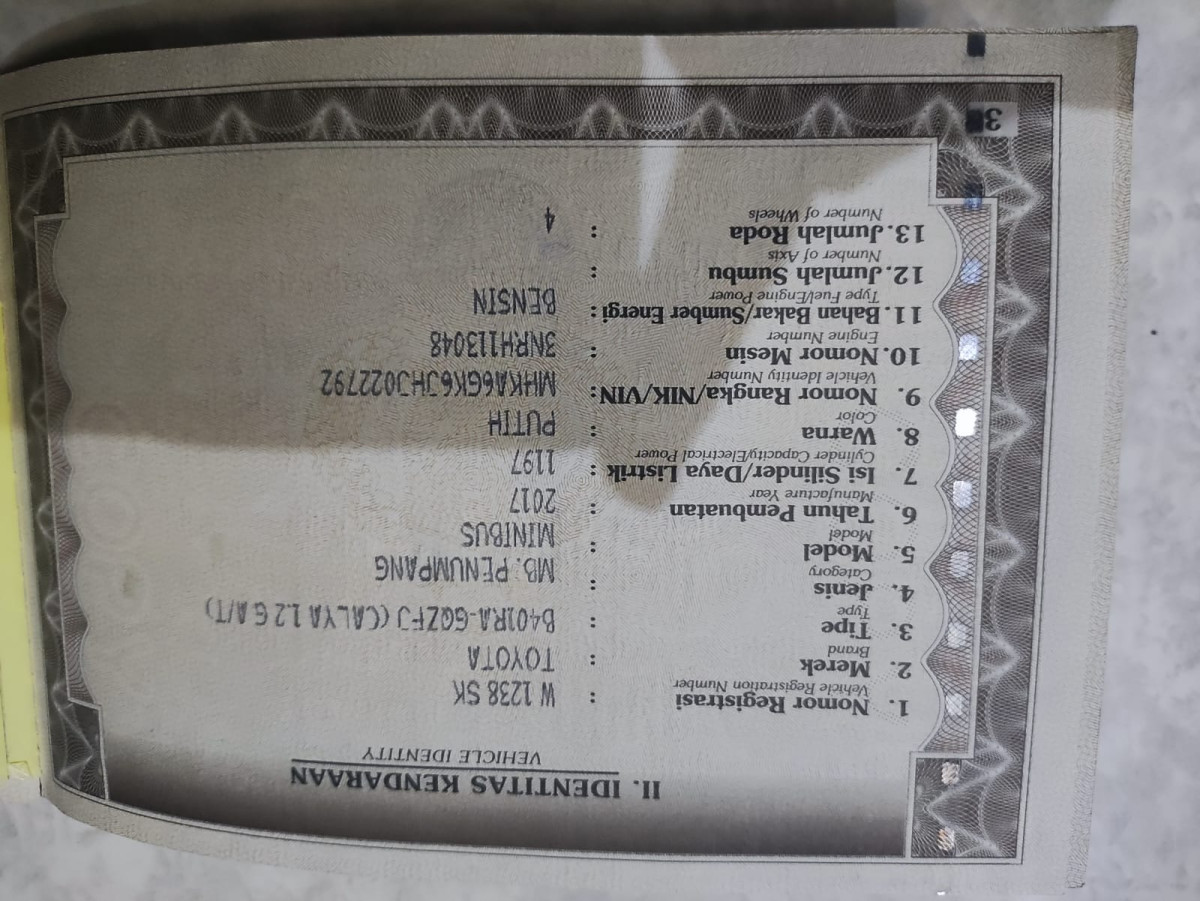 II. IDENTITAS KENDARAAN
VEHICLE IDENTITY
1. Nomor Registrasi : W 1238 SK
Vehicle Registration Number
2. Merek : TOYOTA
Brand
3. Tipe : B401RA-GQZFJ (CALYA 1.2 G A/T)
Type
4. Jenis : MB. PENUMPANG
Category
5. Model : MINIBUS
Model
6. Tahun Pembuatan : 2017
Manufacture Year
7. Isi Silinder/Daya Listrik : 1197
Cylinder Capacity/Electrical Power
8. Warna : PUTIH
Color
9. Nomor Rangka/NIK/VIN : MHKA6GK6JHJ022792
Vehicle Identity Number
10. Nomor Mesin : 3NRH113048
Engine Number
11. Bahan Bakar/Sumber Energi : BENSIN
Type Fuel/Engine Power
12. Jumlah Sumbu :
Number of Axis
13. Jumlah Roda : 4
Number of Wheels
3